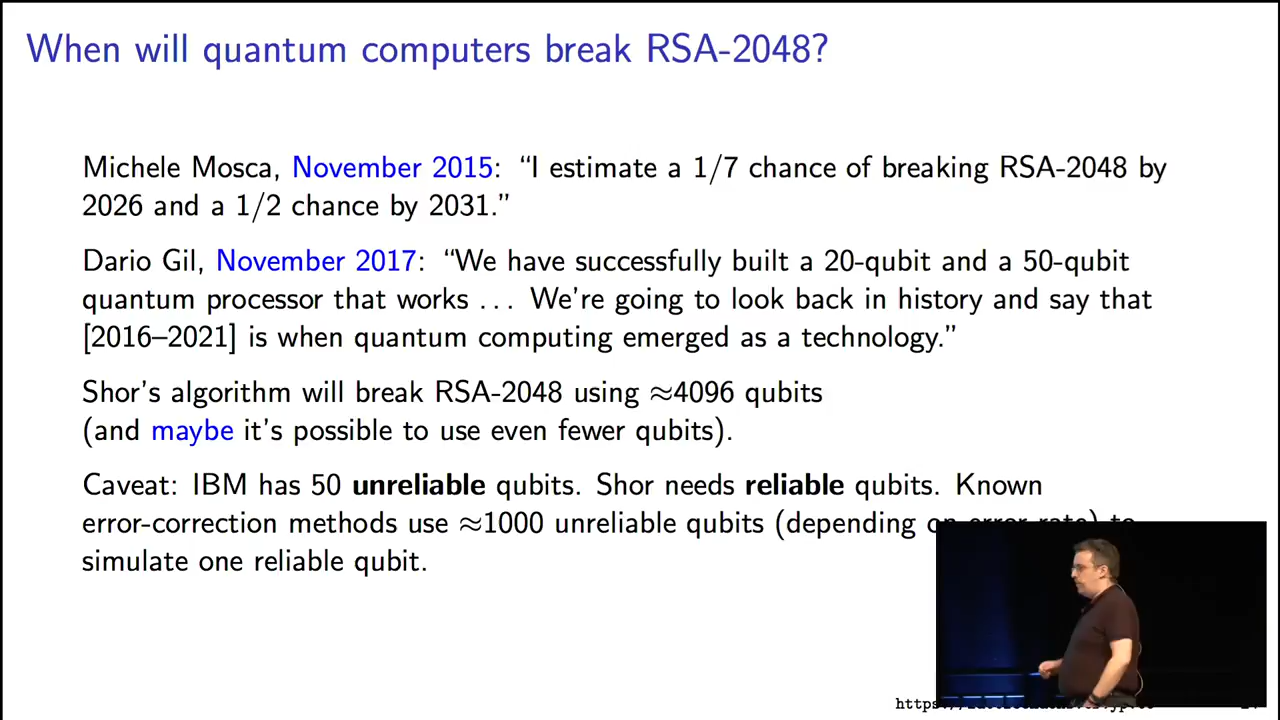 When will quantum computers break RSA-2048?
Michele Mosca, November 2015: “I estimate a 1/7 chance of breaking RSA-2048 by
2026 and a 1/2 chance by 2031.”
Dario Gil, November 2017: “We have successfully built a 20-qubit and a 50-qubit
quantum processor that works ... We’re going to look back in history and say that
[2016–2021] is when quantum computing emerged as a technology.”
Shor’s algorithm will break RSA-2048 using ≈4096 qubits
(and maybe it’s possible to use even fewer qubits).
Caveat: IBM has 50 unreliable qubits. Shor needs reliable qubits. Known
error-correction methods use ≈1000 unreliable qubits (depending on error rate) to
simulate one reliable qubit.
https://